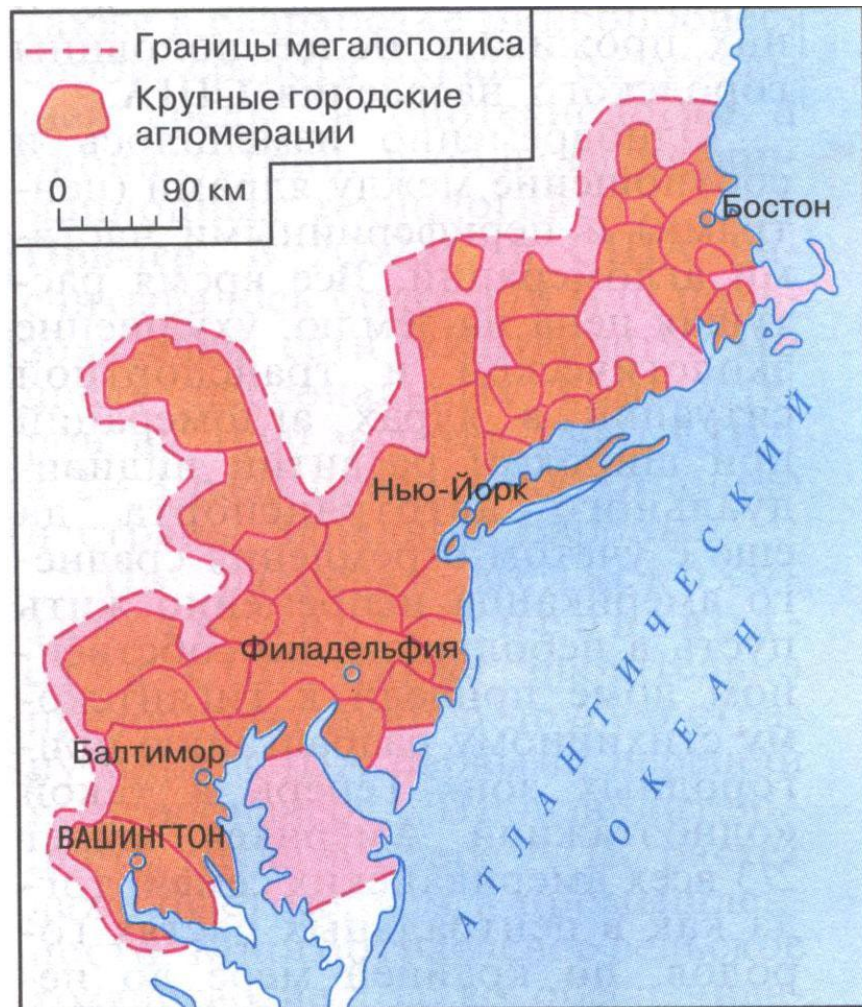 Границы мегалополиса
Крупные городские
агломерации
0 90 км
Бостон
Нью-Йорк
Филадельфия
Балтимор
ВАШИНГТОН
АТЛАНТИЧЕСКИЙ
ОКЕАН